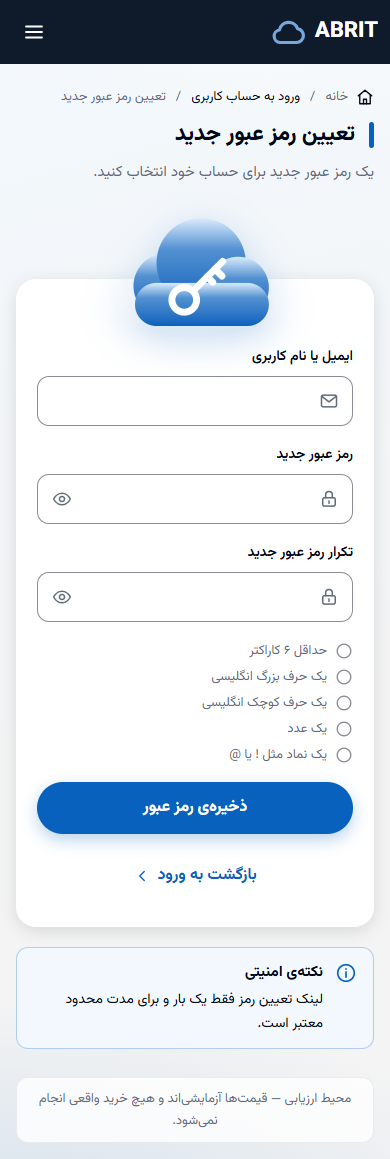 ABRIT
خانه / ورود به حساب کاربری / تعیین رمز عبور جدید
تعیین رمز عبور جدید
یک رمز عبور جدید برای حساب خود انتخاب کنید.
ایمیل یا نام کاربری
رمز عبور جدید
تکرار رمز عبور جدید
حداقل ۶ کاراکتر
یک حرف بزرگ انگلیسی
یک حرف کوچک انگلیسی
یک عدد
یک نماد مثل ! یا @
ذخیره‌ی رمز عبور
بازگشت به ورود
نکته‌ی امنیتی
لینک تعیین رمز فقط یک بار و برای مدت محدود
معتبر است.
محیط ارزیابی — قیمت‌ها آزمایشی‌اند و هیچ خرید واقعی انجام
نمی‌شود.